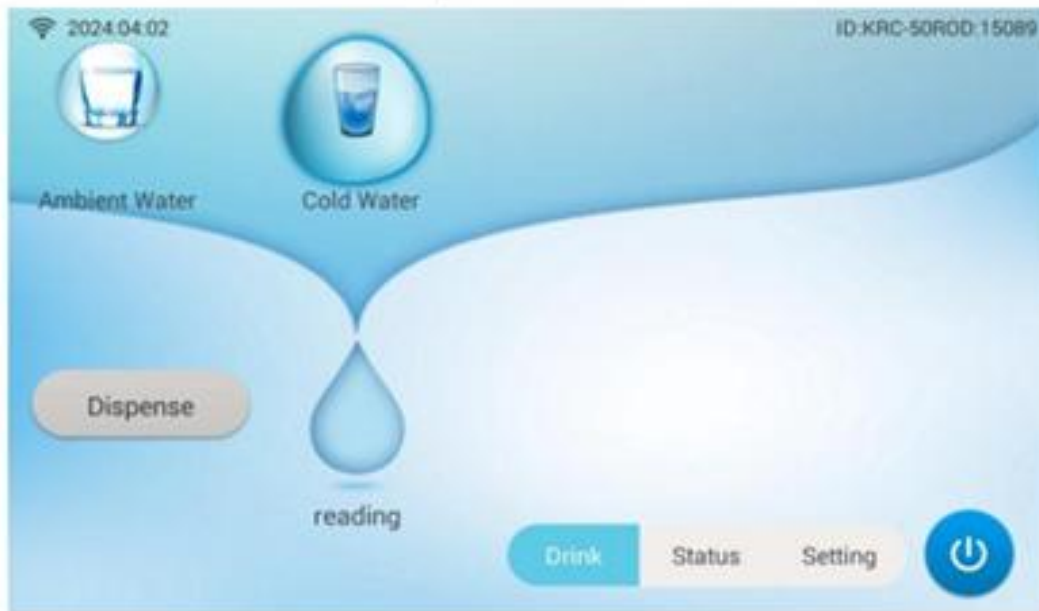 2024.04.02
ID:KRC-50ROD:15089
Ambient Water
Cold Water
Dispense
reading
Drink
Status
Setting